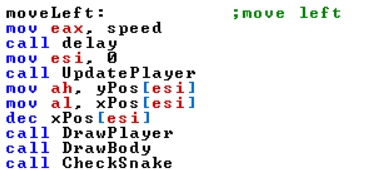 moveLeft: ;move left
mov eax, speed
call delay
mov esi, 0
call UpdatePlayer
mov ah, yPos[esi]
mov al, xPos[esi]
dec xPos[esi]
call DrawPlayer
call DrawBody
call CheckSnake